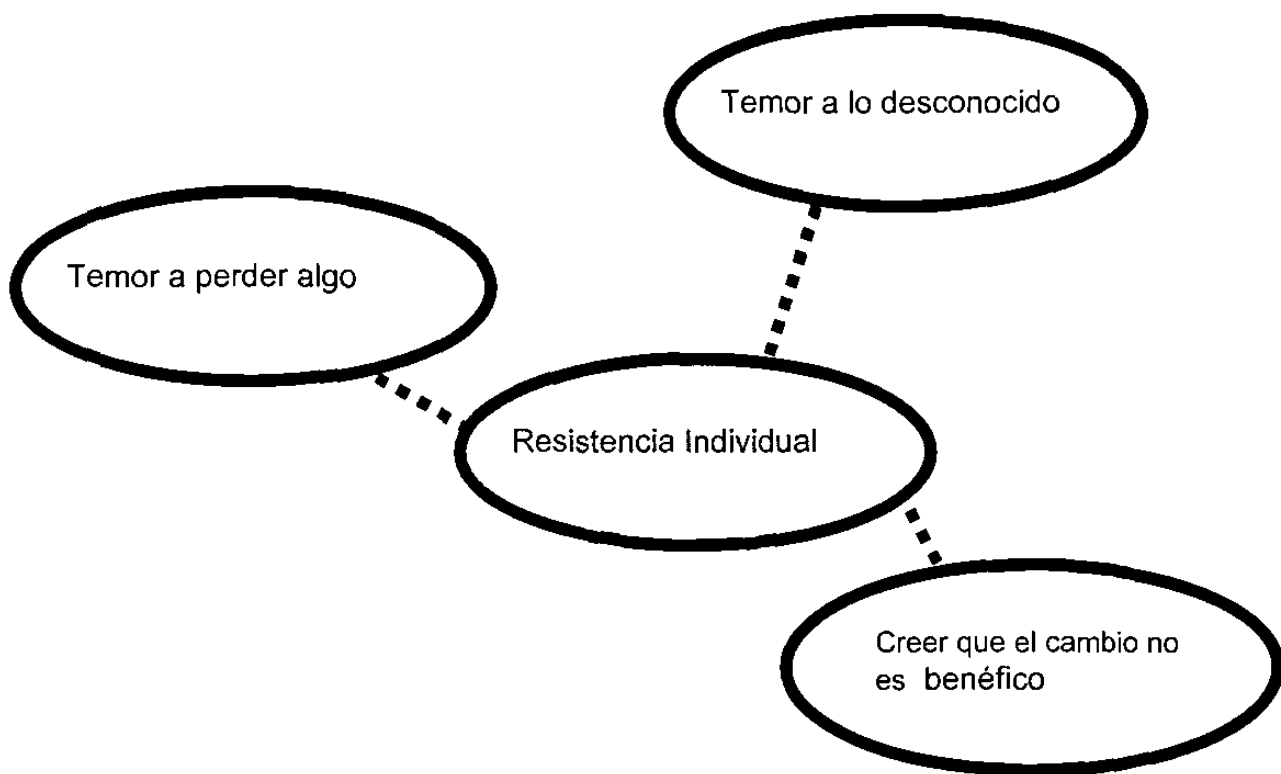 Temor a lo desconocido
Temor a perder algo
Resistencia Individual
Creer que el cambio no
es benéfico